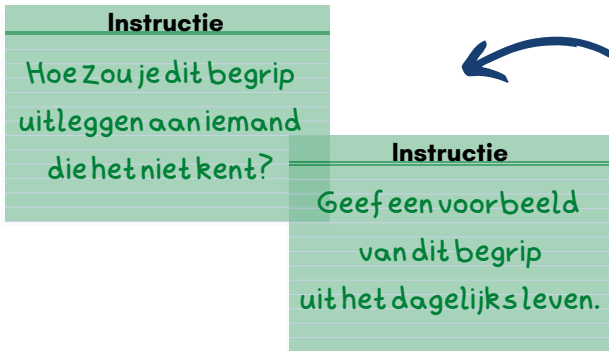 Instructie
Hoe zou je dit begrip
uitleggen aan iemand
die het niet kent?
Instructie
Geef een voorbeeld
van dit begrip
uit het dagelijks leven.